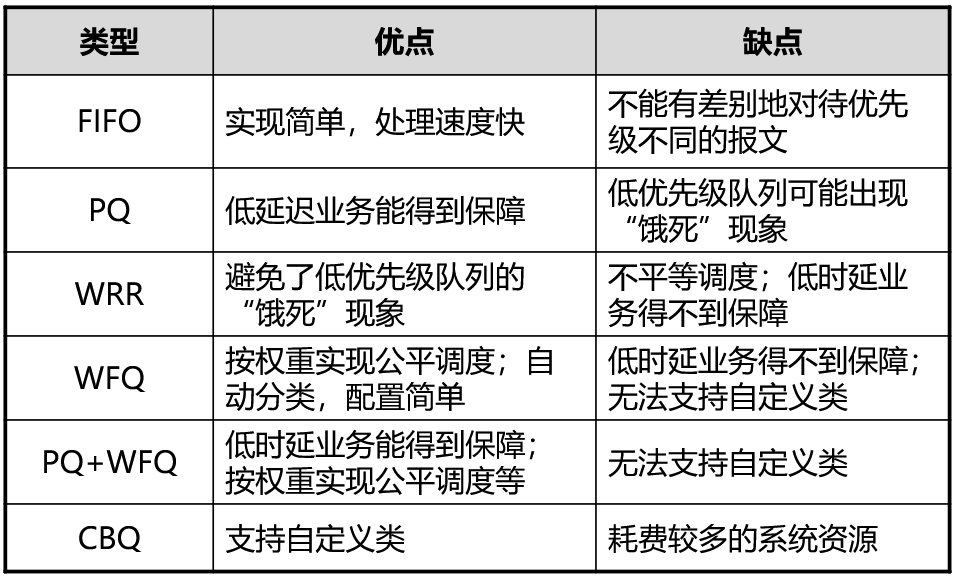 类型 优点 缺点
FIFO
实现简单，处理速度快
不能有差别地对待优先
级不同的报文
PQ
低延迟业务能得到保障
低优先级队列可能出现
“饿死”现象
WRR
避免了低优先级队列的
“饿死”现象
不平等调度；低时延业
务得不到保障
WFQ
按权重实现公平调度；自
动分类，配置简单
低时延业务得不到保障；
无法支持自定义类
PQ+WFQ
低时延业务能得到保障；
按权重实现公平调度等
无法支持自定义类
CBQ
支持自定义类
耗费较多的系统资源